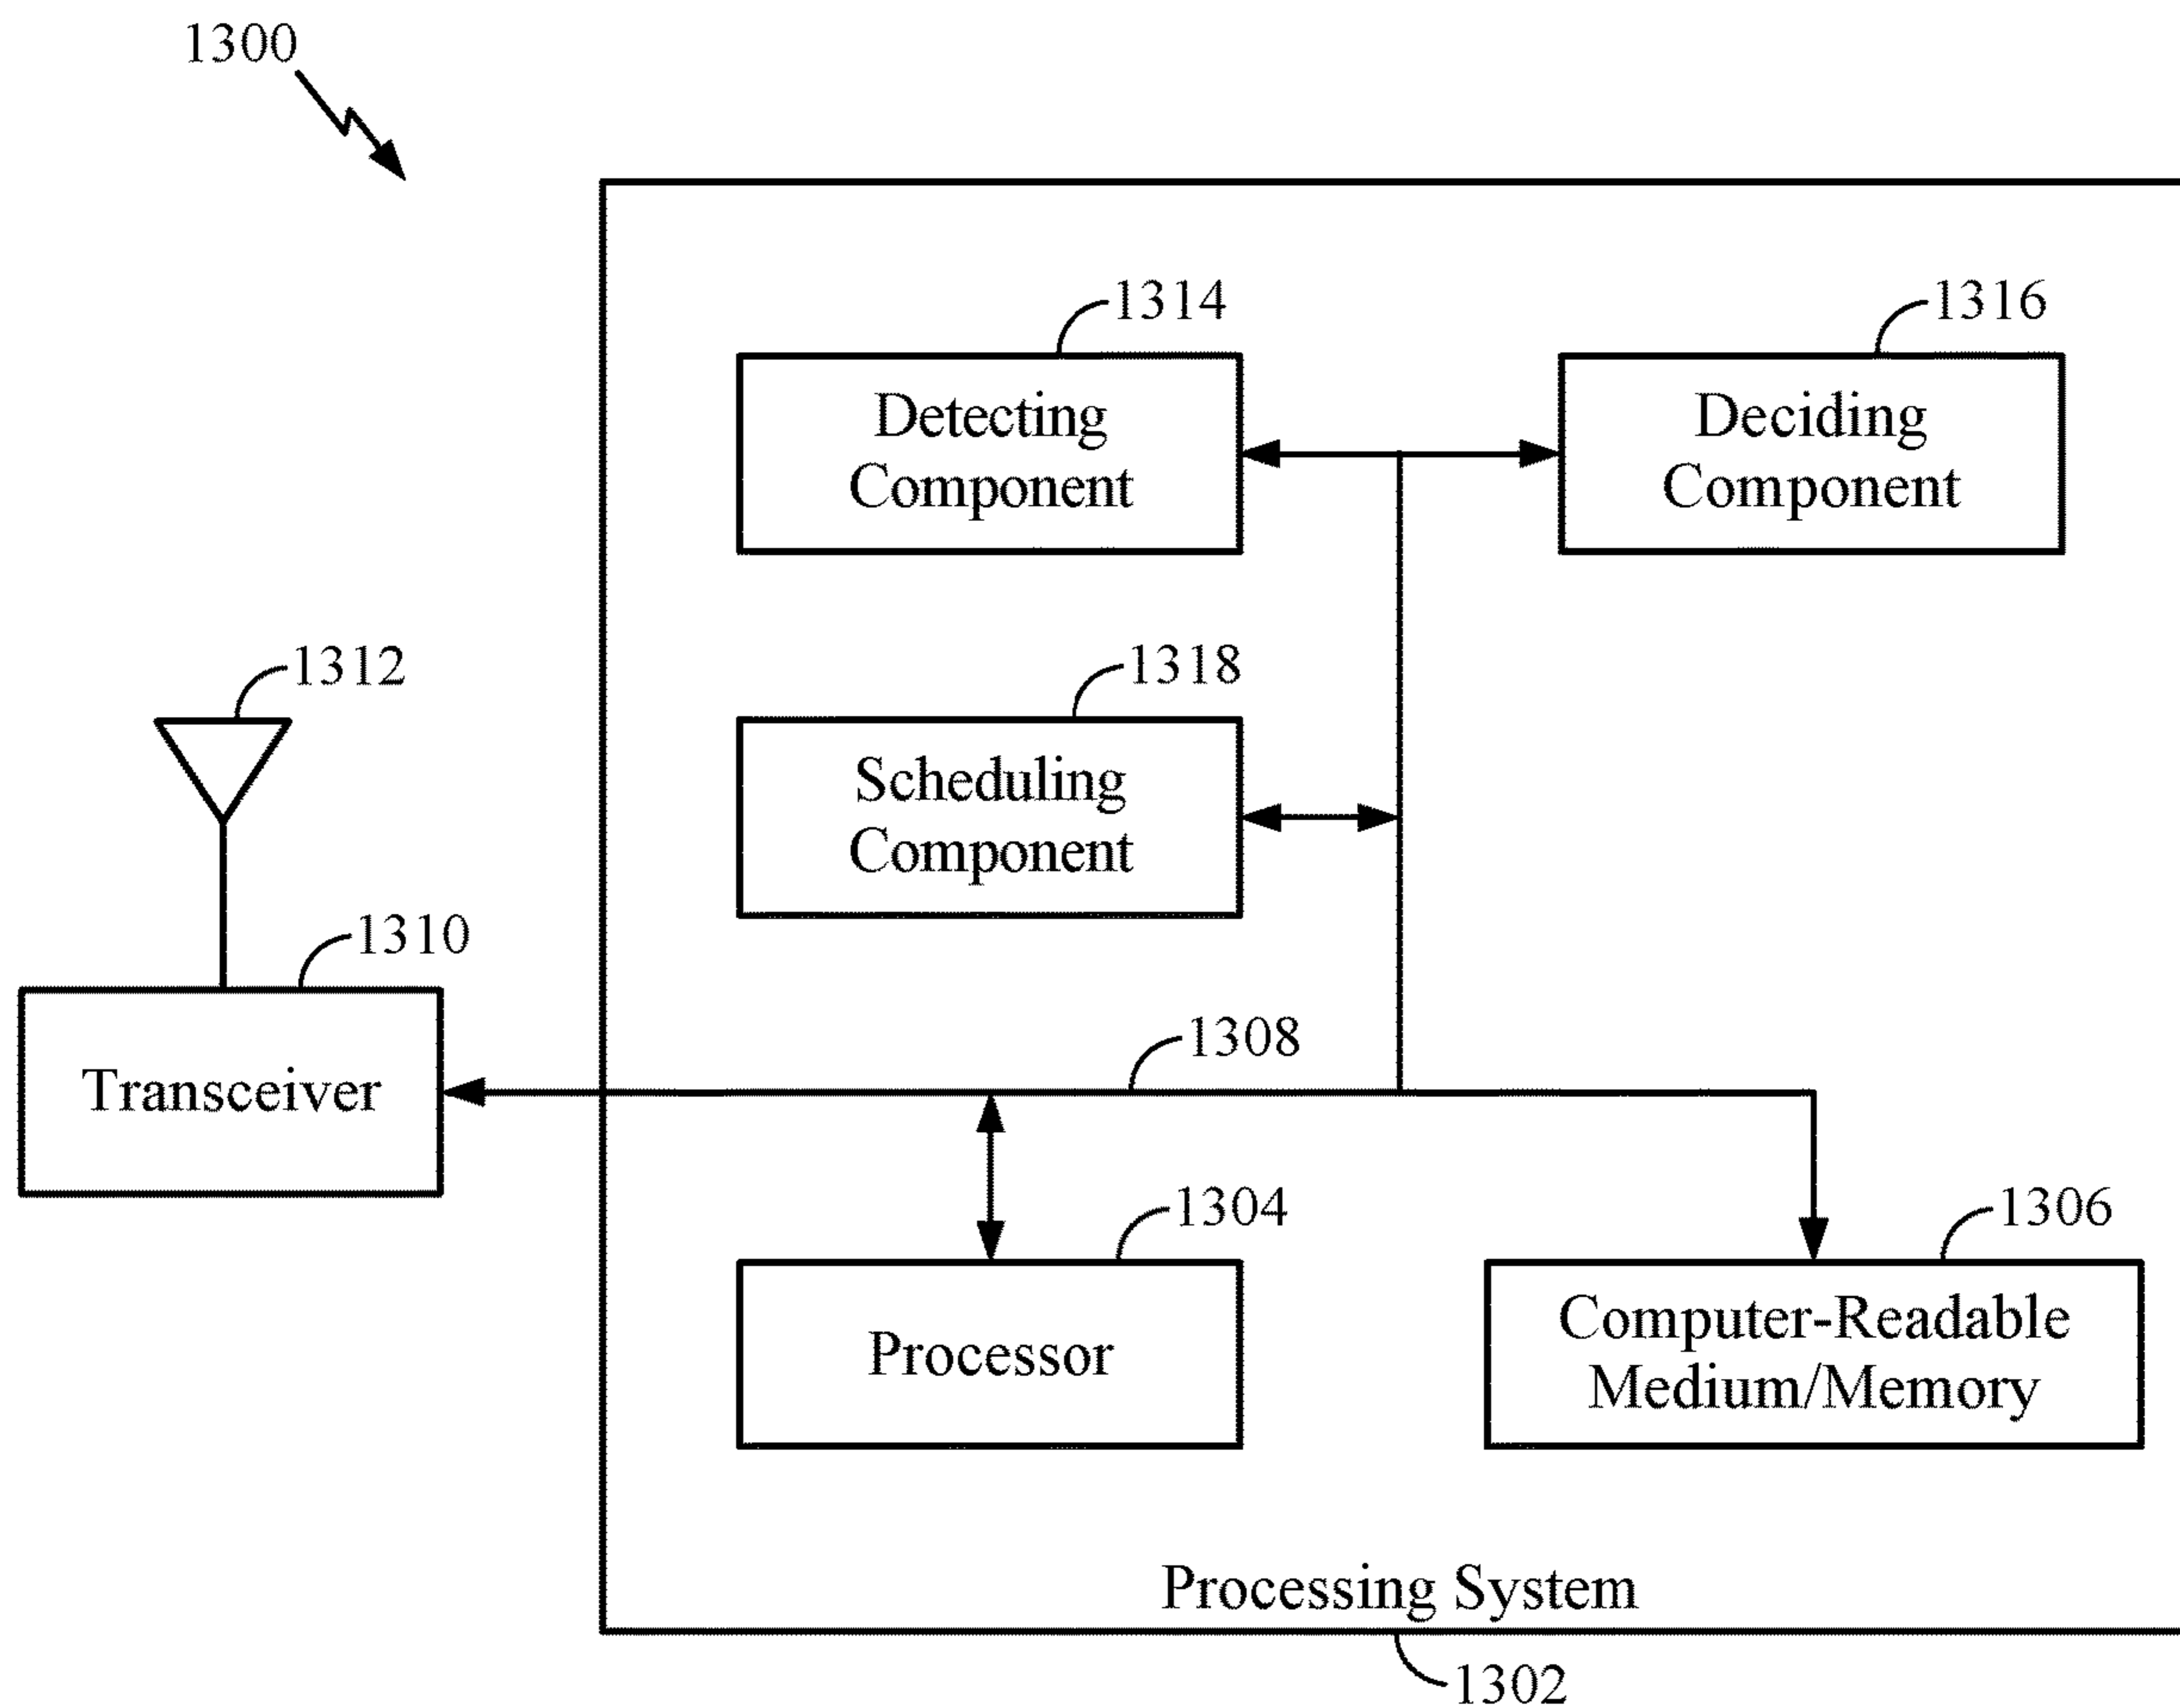 1300
1314
1316
Detecting
Component
Deciding
Component
1312
1318
Scheduling
Component
1310
1308
Transceiver
1304
1306
Processor
Computer-Readable
Medium/Memory
Processing System
1302